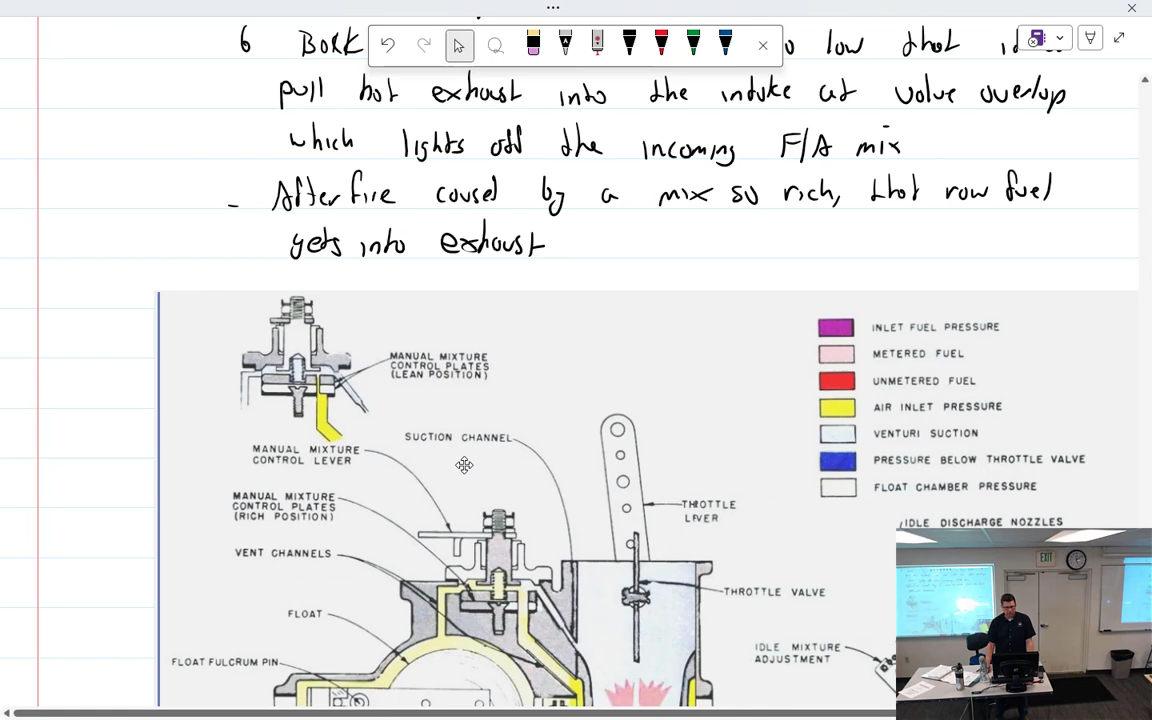 6 Back low that
pull hot exhaust into the intake at valve overlap
which lights off the incoming F/A mix
- Afterfire caused by a mix so rich, that raw fuel
gets into exhaust
MANUAL MIXTURE
CONTROL PLATES
(LEAN POSITION)
MANUAL MIXTURE
CONTROL LEVER
SUCTION CHANNEL
MANUAL MIXTURE
CONTROL PLATES
(RICH POSITION)
VENT CHANNELS
FLOAT
FLOAT FULCRUM PIN
THROTTLE
LEVER
THROTTLE VALVE
IDLE MIXTURE
ADJUSTMENT
INLET FUEL PRESSURE
METERED FUEL
UNMETERED FUEL
AIR INLET PRESSURE
VENTURI SUCTION
PRESSURE BELOW THROTTLE VALVE
FLOAT CHAMBER PRESSURE
IDLE DISCHARGE NOZZLES
EXIT